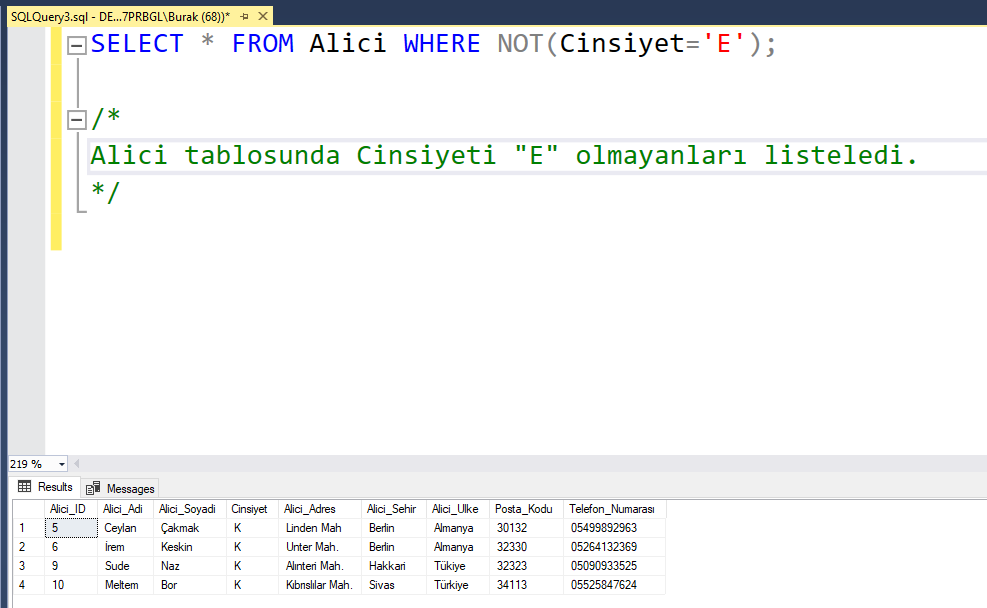 SQLQuery3.sql - DE...7PRBGL\Burak (68))*
SELECT * FROM Alici WHERE NOT(Cinsiyet='E');
/*
Alici tablosunda Cinsiyeti "E" olmayanları listeledi.
*/
219 %
Results Messages
Alici_ID Alici_Adi Alici_Soyadi Cinsiyet Alici_Adres Alici_Sehir Alici_Ulke Posta_Kodu Telefon_Numarası
1 5 Ceylan Çakmak K Linden Mah Berlin Almanya 30132 05499892963
2 6 İrem Keskin K Unter Mah. Berlin Almanya 32330 05264132369
3 9 Sude Naz K Alınteri Mah. Hakkari Tükiye 32323 05090933525
4 10 Meltem Bor K Kıbrıslılar Mah. Sivas Türkiye 34113 05525847624